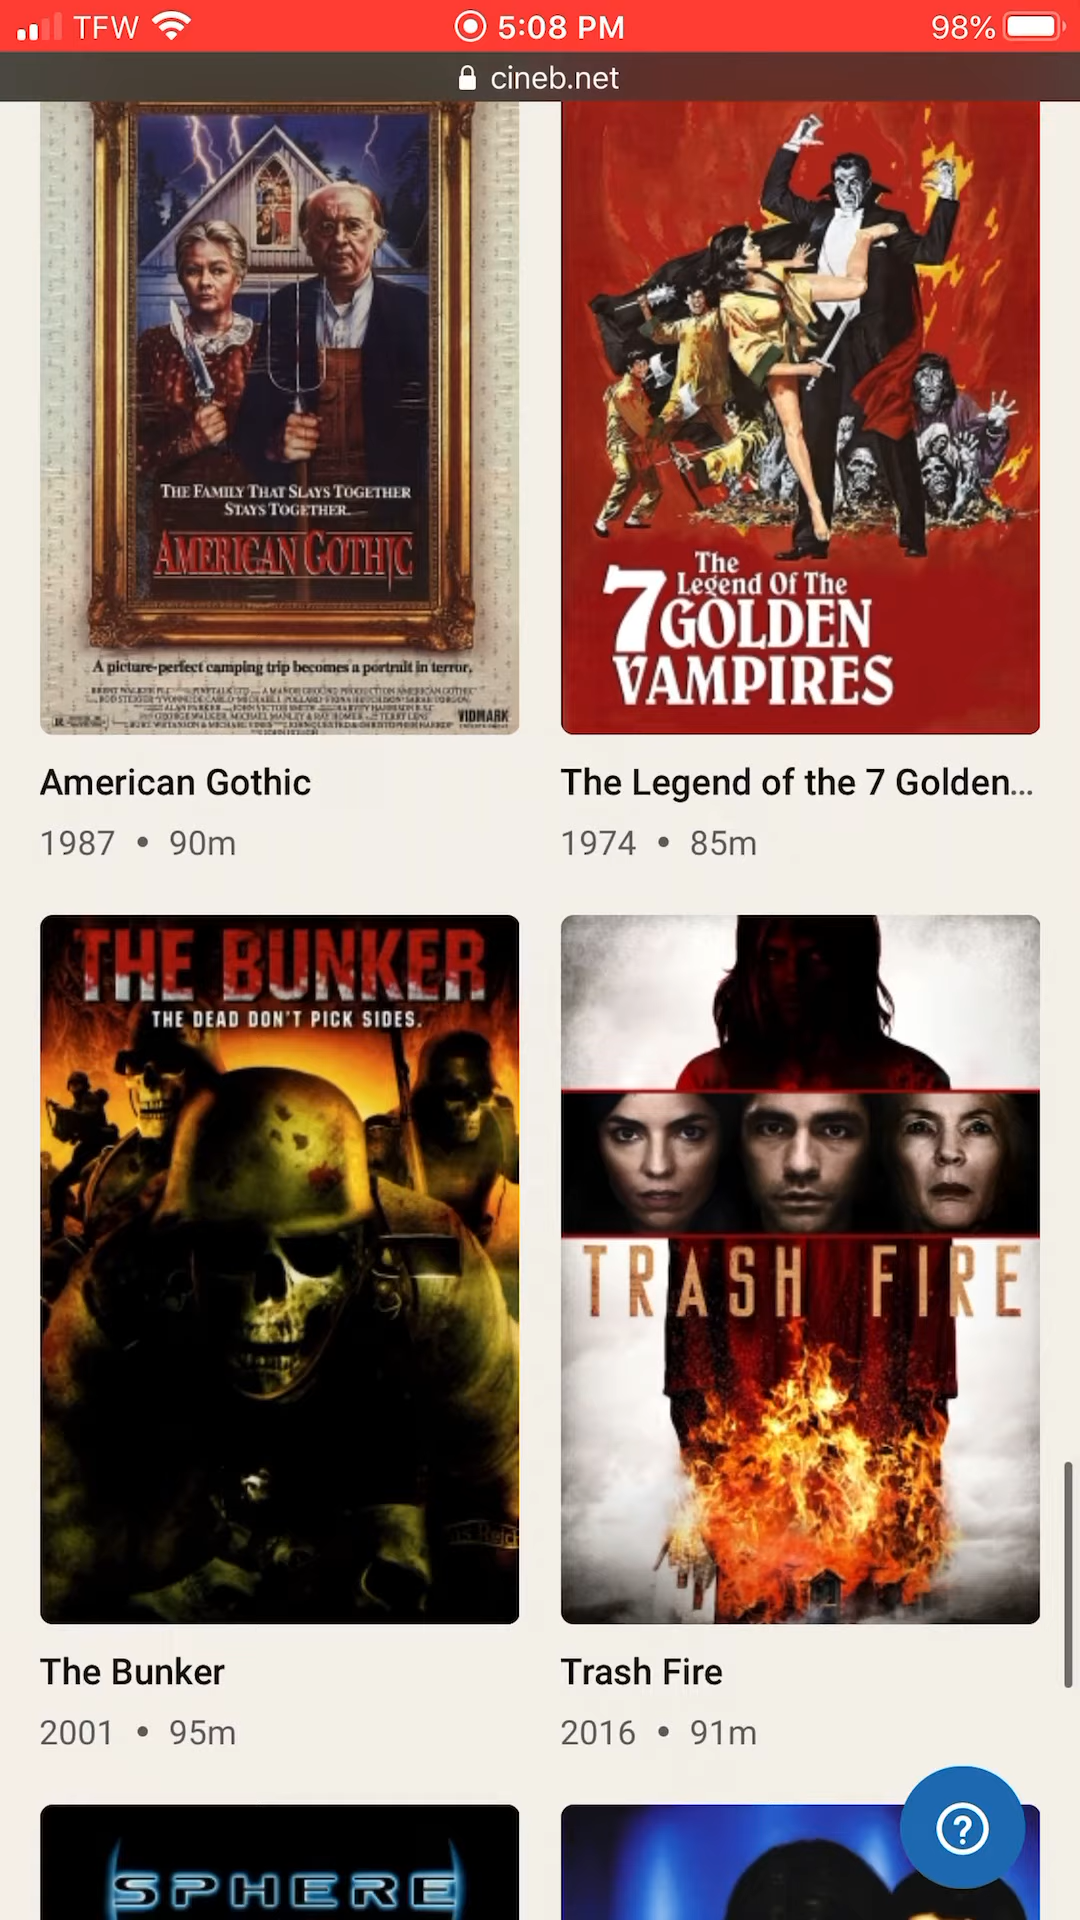 TFW 5:08 PM 98%
cineb.net
THE FAMILY THAT SLAYS TOGETHER
STAYS TOGETHER...
AMERICAN GOTHIC
A picture-perfect camping trip becomes a portrait in terror.
VIDMARK
The
7 Legend Of The
GOLDEN
VAMPIRES
American Gothic
1987 • 90m
The Legend of the 7 Golden...
1974 • 85m
THE BUNKER
THE DEAD DON'T PICK SIDES.
TRASH FIRE
The Bunker
2001 • 95m
Trash Fire
2016 • 91m
SPHERE
?